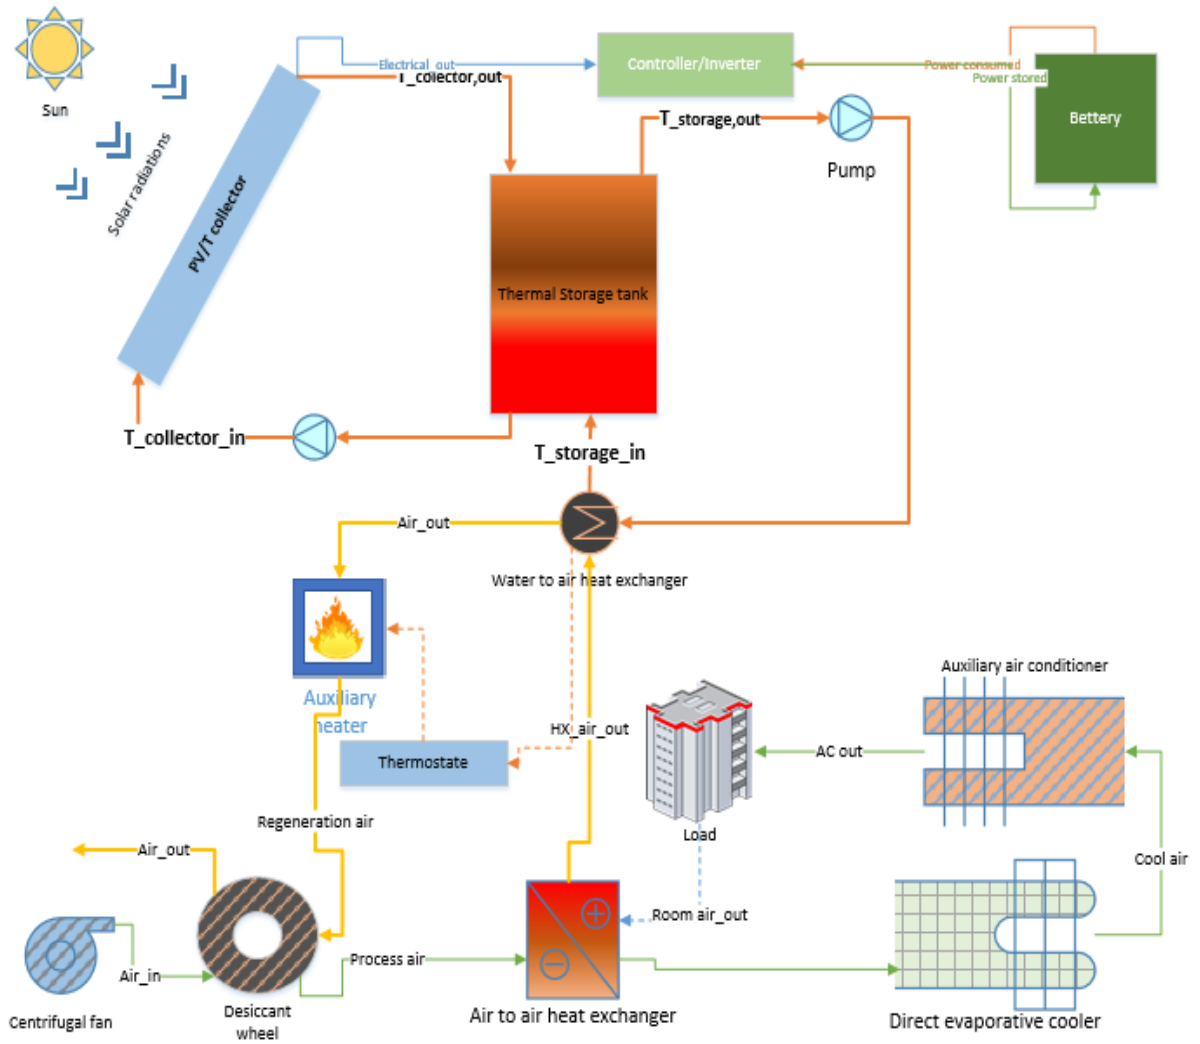 Sun
Solar radiations
PV/T collector
Electrical_out
T_collector,out
Controller/Inverter
Power consumed
Power stored
Bettery
T_storage,out
Pump
Thermal Storage tank
T_collector_in
T_storage_in
Air_out
Water to air heat exchanger
Auxiliary
heater
Thermostate
HX_air_out
Auxiliary air conditioner
AC out
Load
Regeneration air
Air_out
Cool air
Room air_out
Process air
Air_in
Centrifugal fan
Desiccant
wheel
Air to air heat exchanger
Direct evaporative cooler